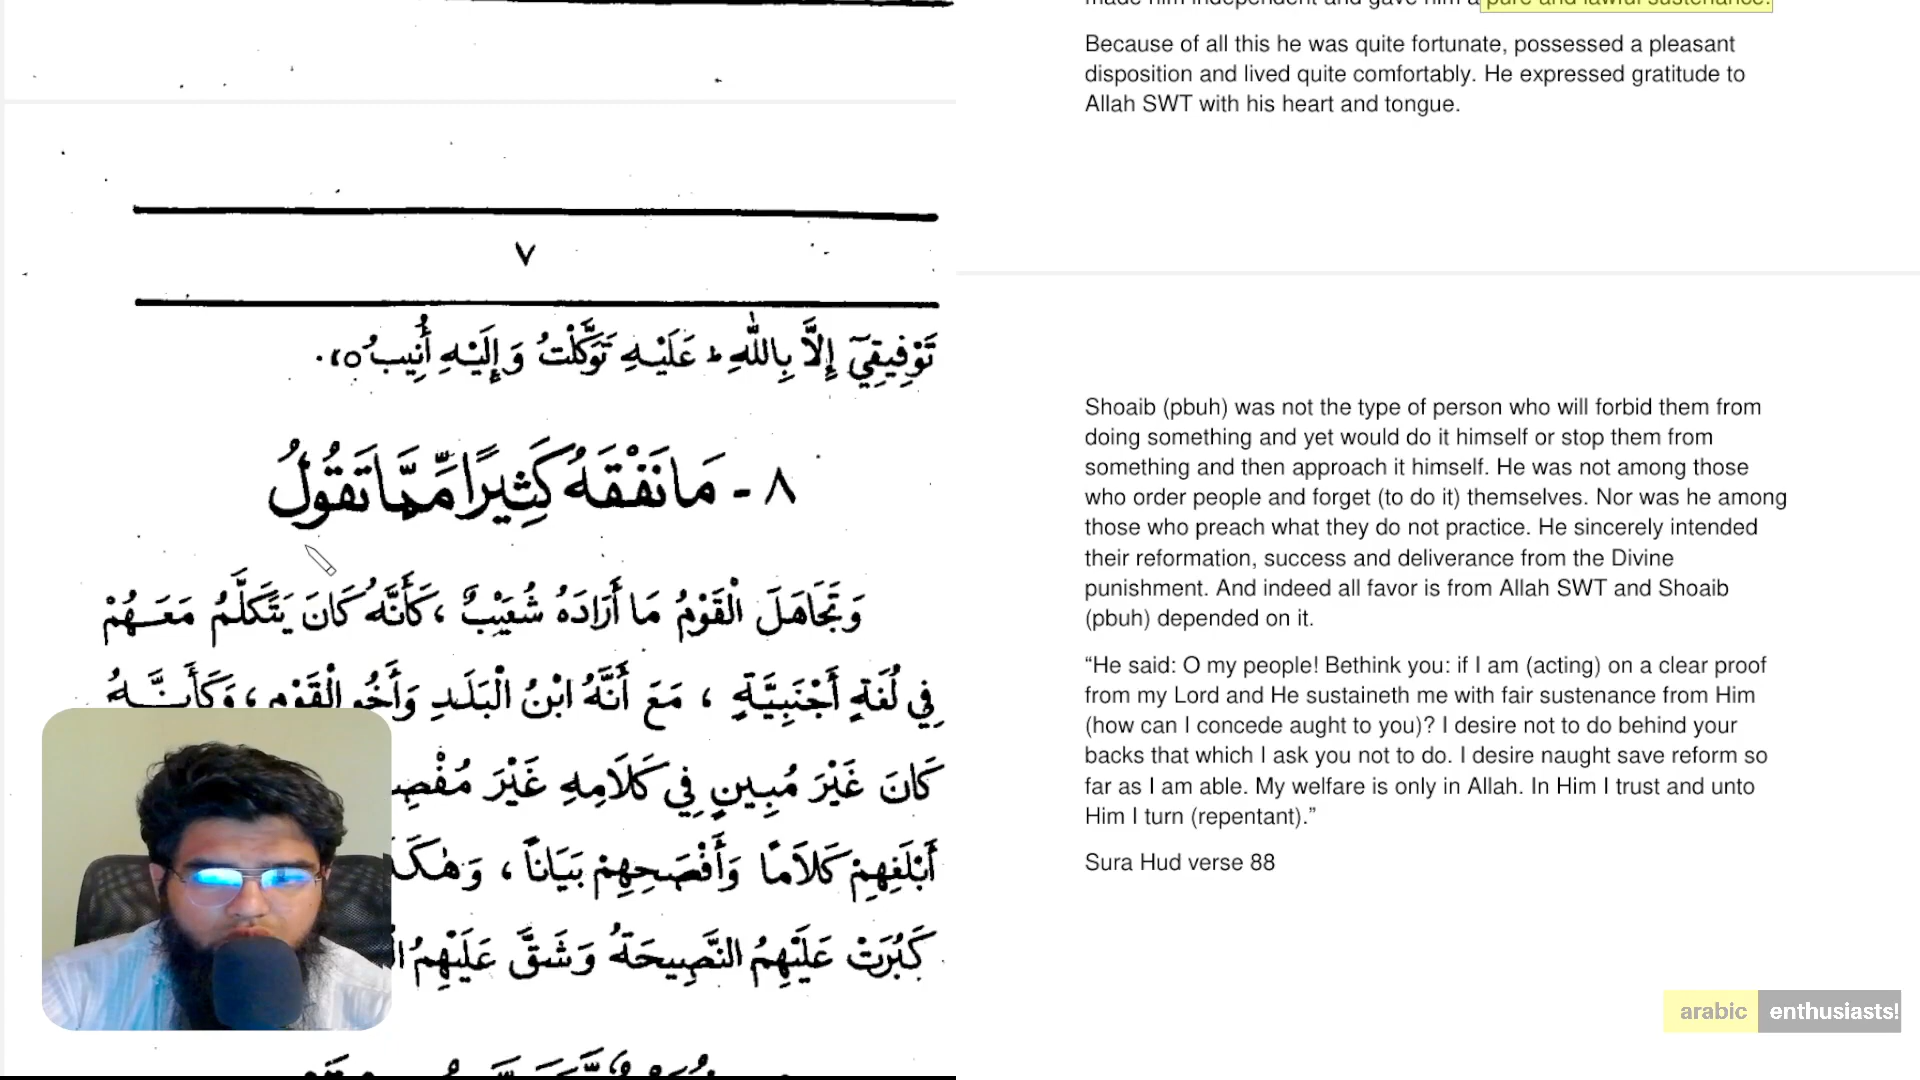 ٧
تَوْفِيقِيَ إِلاَّ بِاللّٰهِ ط عَلَيْهِ تَوَكَّلْتُ وَإِلَيْهِ أُنِيبُ ٥٢.
٨ - مَا نَفْقَهُ كَثِيرًا مِّمَّا تَقُولُ
وَتَجَاهَلَ الْقَوْمُ مَا أَرَادَهُ شُعَيْبٌ ، كَأَنَّهُ كَانَ يَتَكَلَّمُ مَعَهُمْ
فِي لُغَةٍ أَجْنَبِيَّةٍ ، مَعَ أَنَّهُ ابْنُ الْبَلَدِ وَأَخُو الْقَوْمِ ، وَكَأَنَّهُ
كَانَ غَيْرَ مُبِينٍ فِي كَلَامِهِ غَيْرَ
أَبْلَغِهِمْ كَلاَمًا وَأَفْصَحِهِمْ بَيَاناً ،
كَبُرَتْ عَلَيْهِمُ النَّصِيحَةُ وَشَقَّ عَلَيْهِمُ
pure and lawful sustenance.
Because of all this he was quite fortunate, possessed a pleasant
disposition and lived quite comfortably. He expressed gratitude to
Allah SWT with his heart and tongue.
Shoaib (pbuh) was not the type of person who will forbid them from
doing something and yet would do it himself or stop them from
something and then approach it himself. He was not among those
who order people and forget (to do it) themselves. Nor was he among
those who preach what they do not practice. He sincerely intended
their reformation, success and deliverance from the Divine
punishment. And indeed all favor is from Allah SWT and Shoaib
(pbuh) depended on it.
“He said: O my people! Bethink you: if I am (acting) on a clear proof
from my Lord and He sustaineth me with fair sustenance from Him
(how can I concede aught to you)? I desire not to do behind your
backs that which I ask you not to do. I desire naught save reform so
far as I am able. My welfare is only in Allah. In Him I trust and unto
Him I turn (repentant).”
Sura Hud verse 88
arabic enthusiasts!